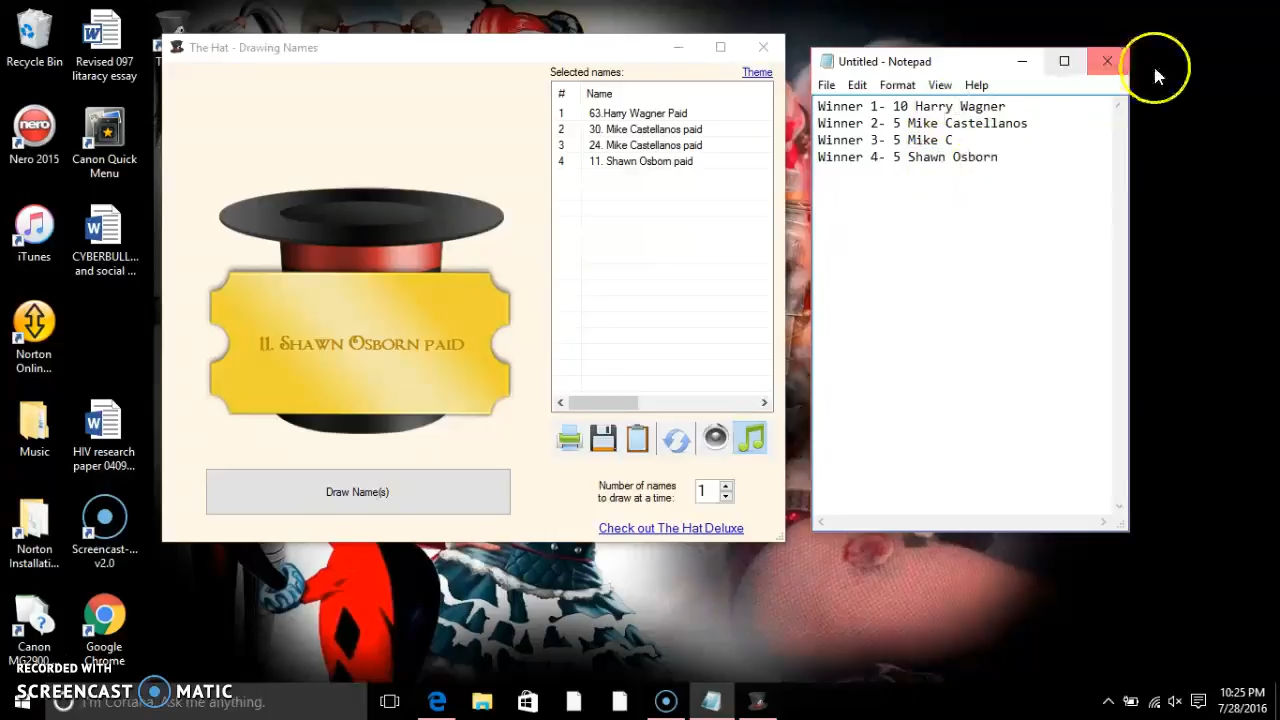 Recycle Bin
Revised 097
literacy essay
T
Nero 2015
Canon Quick
Menu
iTunes
CYBERBULL...
and social ...
Norton
Onlin...
Music
HIV research
paper 0409...
Norton
Installati...
Screencast-...
v2.0
Canon
MG2900
Google
Chrome
The Hat - Drawing Names
Selected names:
Theme
# Name
1 63.Harry Wagner Paid
2 30. Mike Castellanos paid
3 24. Mike Castellanos paid
4 11. Shawn Osborn paid
11. Shawn Osborn paid
Draw Name(s)
Number of names
to draw at a time:
1
Check out The Hat Deluxe
Untitled - Notepad
File Edit Format View Help
Winner 1- 10 Harry Wagner
Winner 2- 5 Mike Castellanos
Winner 3- 5 Mike C
Winner 4- 5 Shawn Osborn
RECORDED WITH
SCREENCAST MATIC
I'm Cortana. Ask me anything.
10:25 PM
7/28/2016